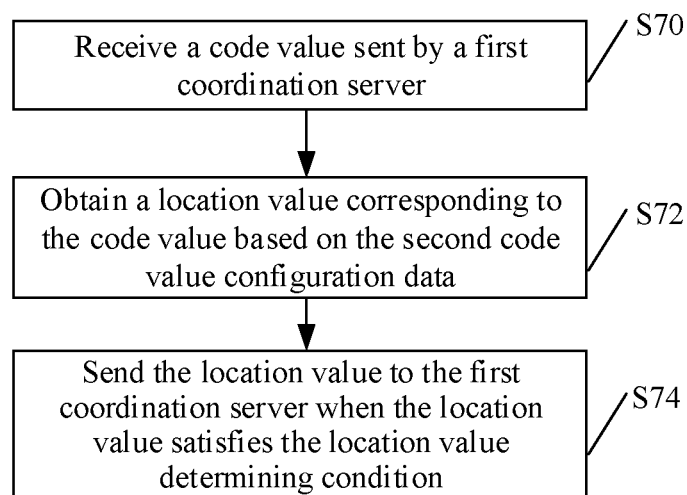 Receive a code value sent by a first
coordination server
S70
Obtain a location value corresponding to
the code value based on the second code
value configuration data
S72
Send the location value to the first
coordination server when the location
value satisfies the location value
determining condition
S74